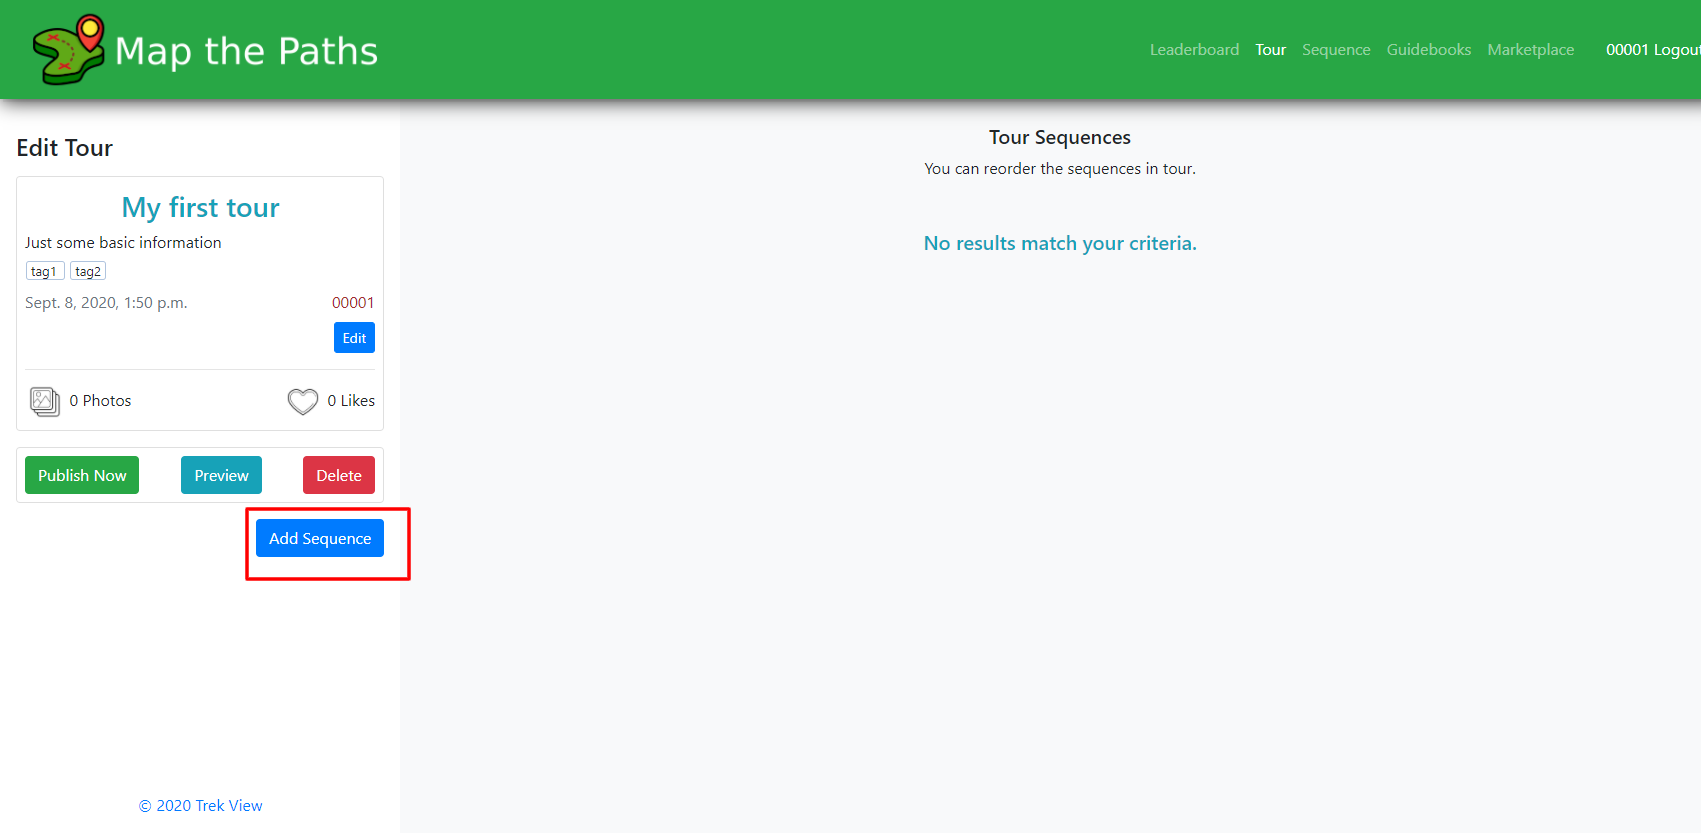 Map the Paths
Leaderboard Tour Sequence Guidebooks Marketplace 00001 Logout
Edit Tour
My first tour
Just some basic information
tag1 tag2
Sept. 8, 2020, 1:50 p.m. 00001
Edit
0 Photos 0 Likes
Publish Now Preview Delete
Add Sequence
© 2020 Trek View
Tour Sequences
You can reorder the sequences in tour.
No results match your criteria.